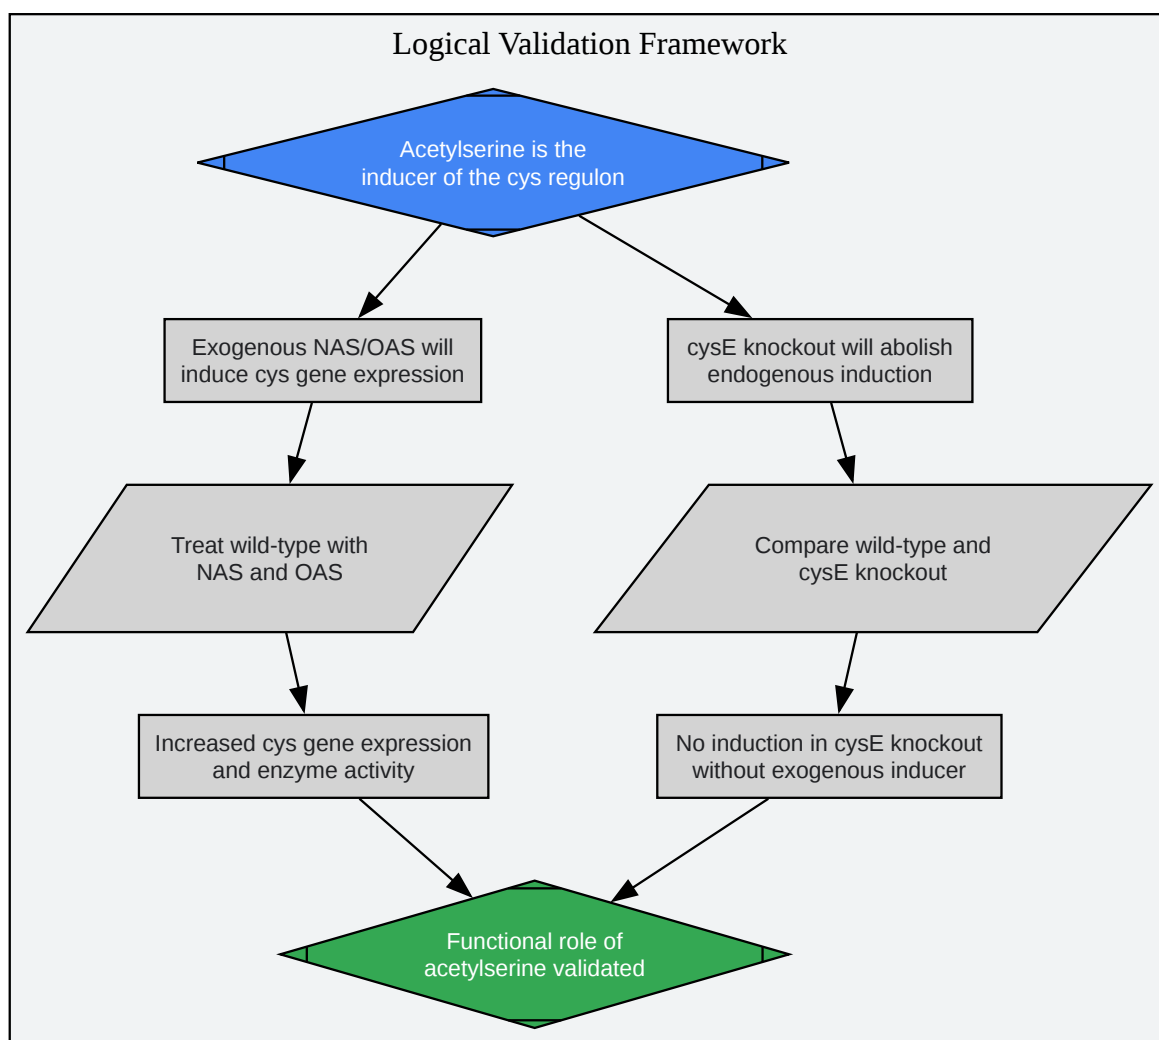 Logical Validation Framework
Acetylserine is the
inducer of the cys regulon
Exogenous NAS/OAS will
induce cys gene expression
cysE knockout will abolish
endogenous induction
Treat wild-type with
NAS and OAS
Compare wild-type and
cysE knockout
Increased cys gene expression
and enzyme activity
No induction in cysE knockout
without exogenous inducer
Functional role of
acetylserine validated